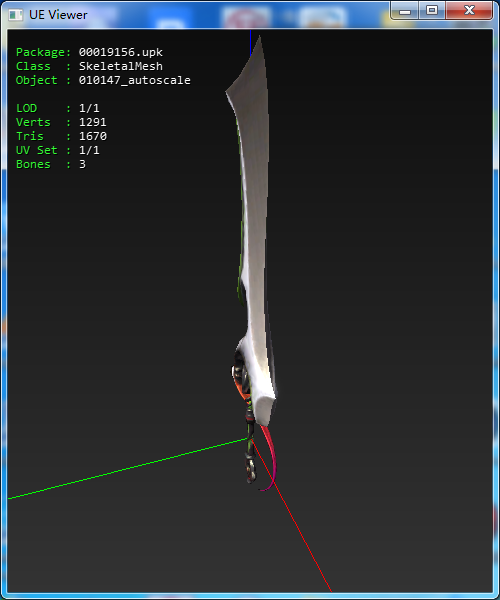 UE Viewer
Package: 00019156.upk
Class : SkeletalMesh
Object : 010147_autoscale
LOD : 1/1
Verts : 1291
Tris : 1670
UV Set : 1/1
Bones : 3